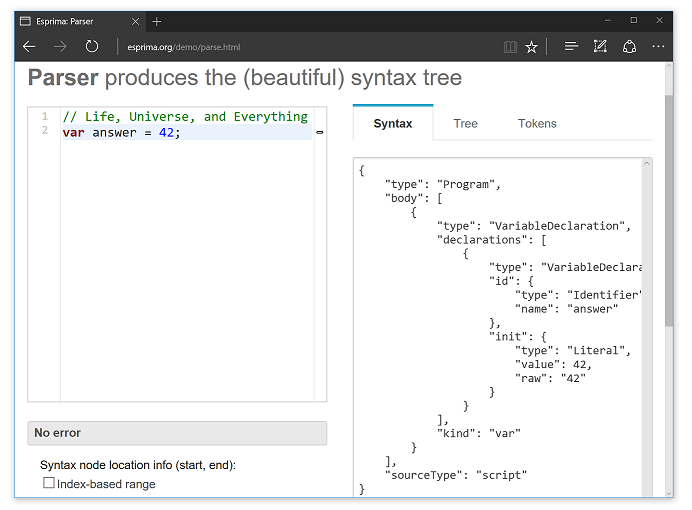 Esprima: Parser
esprima.org/demo/parse.html
Parser produces the (beautiful) syntax tree
1 // Life, Universe, and Everything
2 var answer = 42;
No error
Syntax node location info (start, end):
Index-based range
Syntax Tree Tokens
{
    "type": "Program",
    "body": [
        {
            "type": "VariableDeclaration",
            "declarations": [
                {
                    "type": "VariableDeclara
                    "id": {
                        "type": "Identifier"
                        "name": "answer"
                    },
                    "init": {
                        "type": "Literal",
                        "value": 42,
                        "raw": "42"
                    }
                }
            ],
            "kind": "var"
        }
    ],
    "sourceType": "script"
}